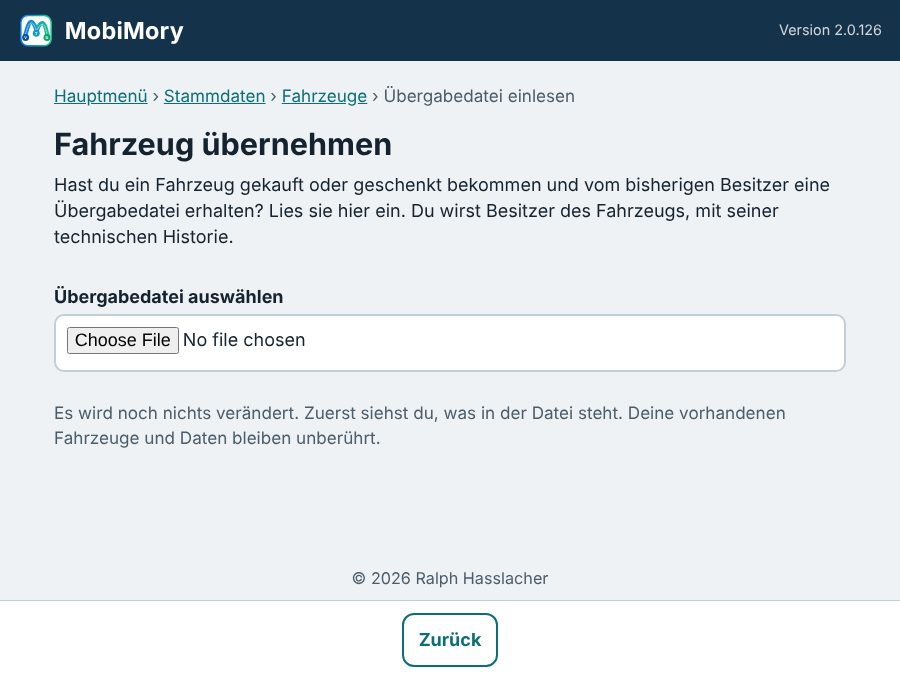 MobiMory
Version 2.0.126
Hauptmenü › Stammdaten › Fahrzeuge › Übergabedatei einlesen
Fahrzeug übernehmen
Hast du ein Fahrzeug gekauft oder geschenkt bekommen und vom bisherigen Besitzer eine
Übergabedatei erhalten? Lies sie hier ein. Du wirst Besitzer des Fahrzeugs, mit seiner
technischen Historie.
Übergabedatei auswählen
Choose File No file chosen
Es wird noch nichts verändert. Zuerst siehst du, was in der Datei steht. Deine vorhandenen
Fahrzeuge und Daten bleiben unberührt.
© 2026 Ralph Hasslacher
Zurück